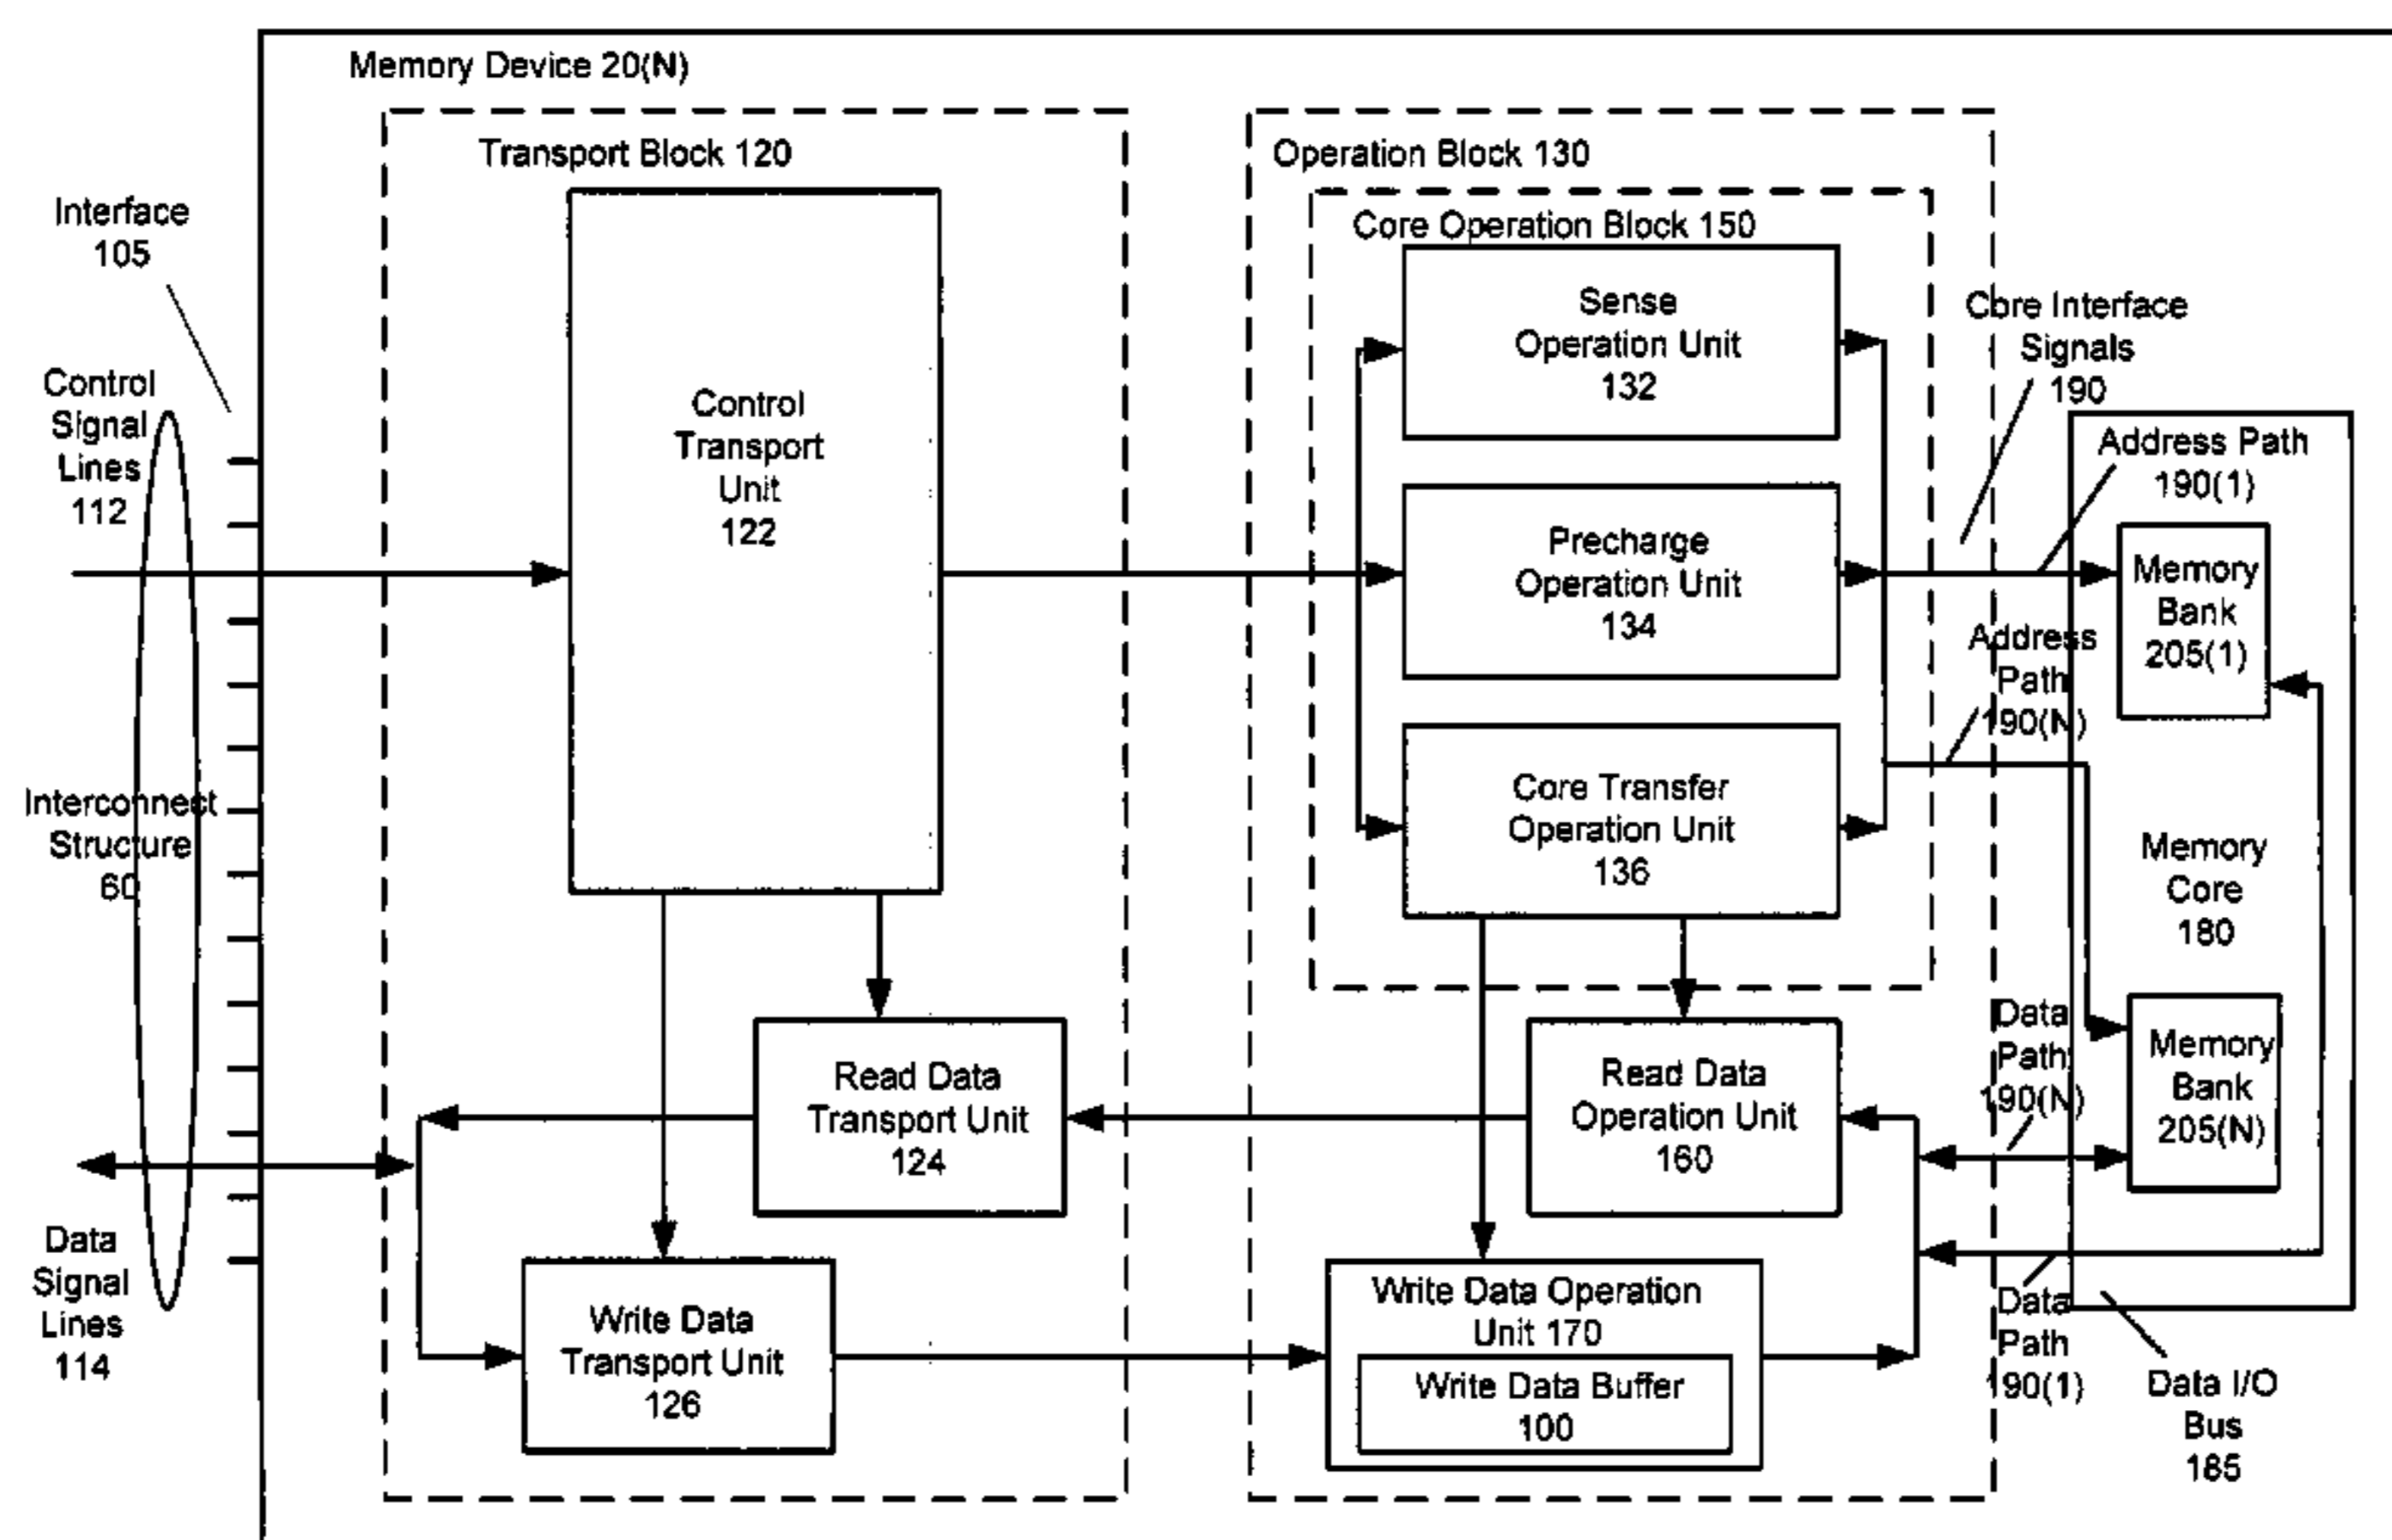 Memory Device 20(N)
Transport Block 120
Operation Block 130
Core Operation Block 150
Interface
105
Control
Signal
Lines
112
Interconnect
Structure
60
Data
Signal
Lines
114
Control
Transport
Unit
122
Read Data
Transport Unit
124
Write Data
Transport Unit
126
Sense
Operation Unit
132
Precharge
Operation Unit
134
Core Transfer
Operation Unit
136
Read Data
Operation Unit
160
Write Data Operation
Unit 170
Write Data Buffer
100
Core Interface
Signals
190
Address Path
190(1)
Address
Path
190(N)
Memory
Bank
205(1)
Memory
Core
180
Data
Path
190(N)
Memory
Bank
205(N)
Data
Path
190(1)
Data I/O
Bus
185